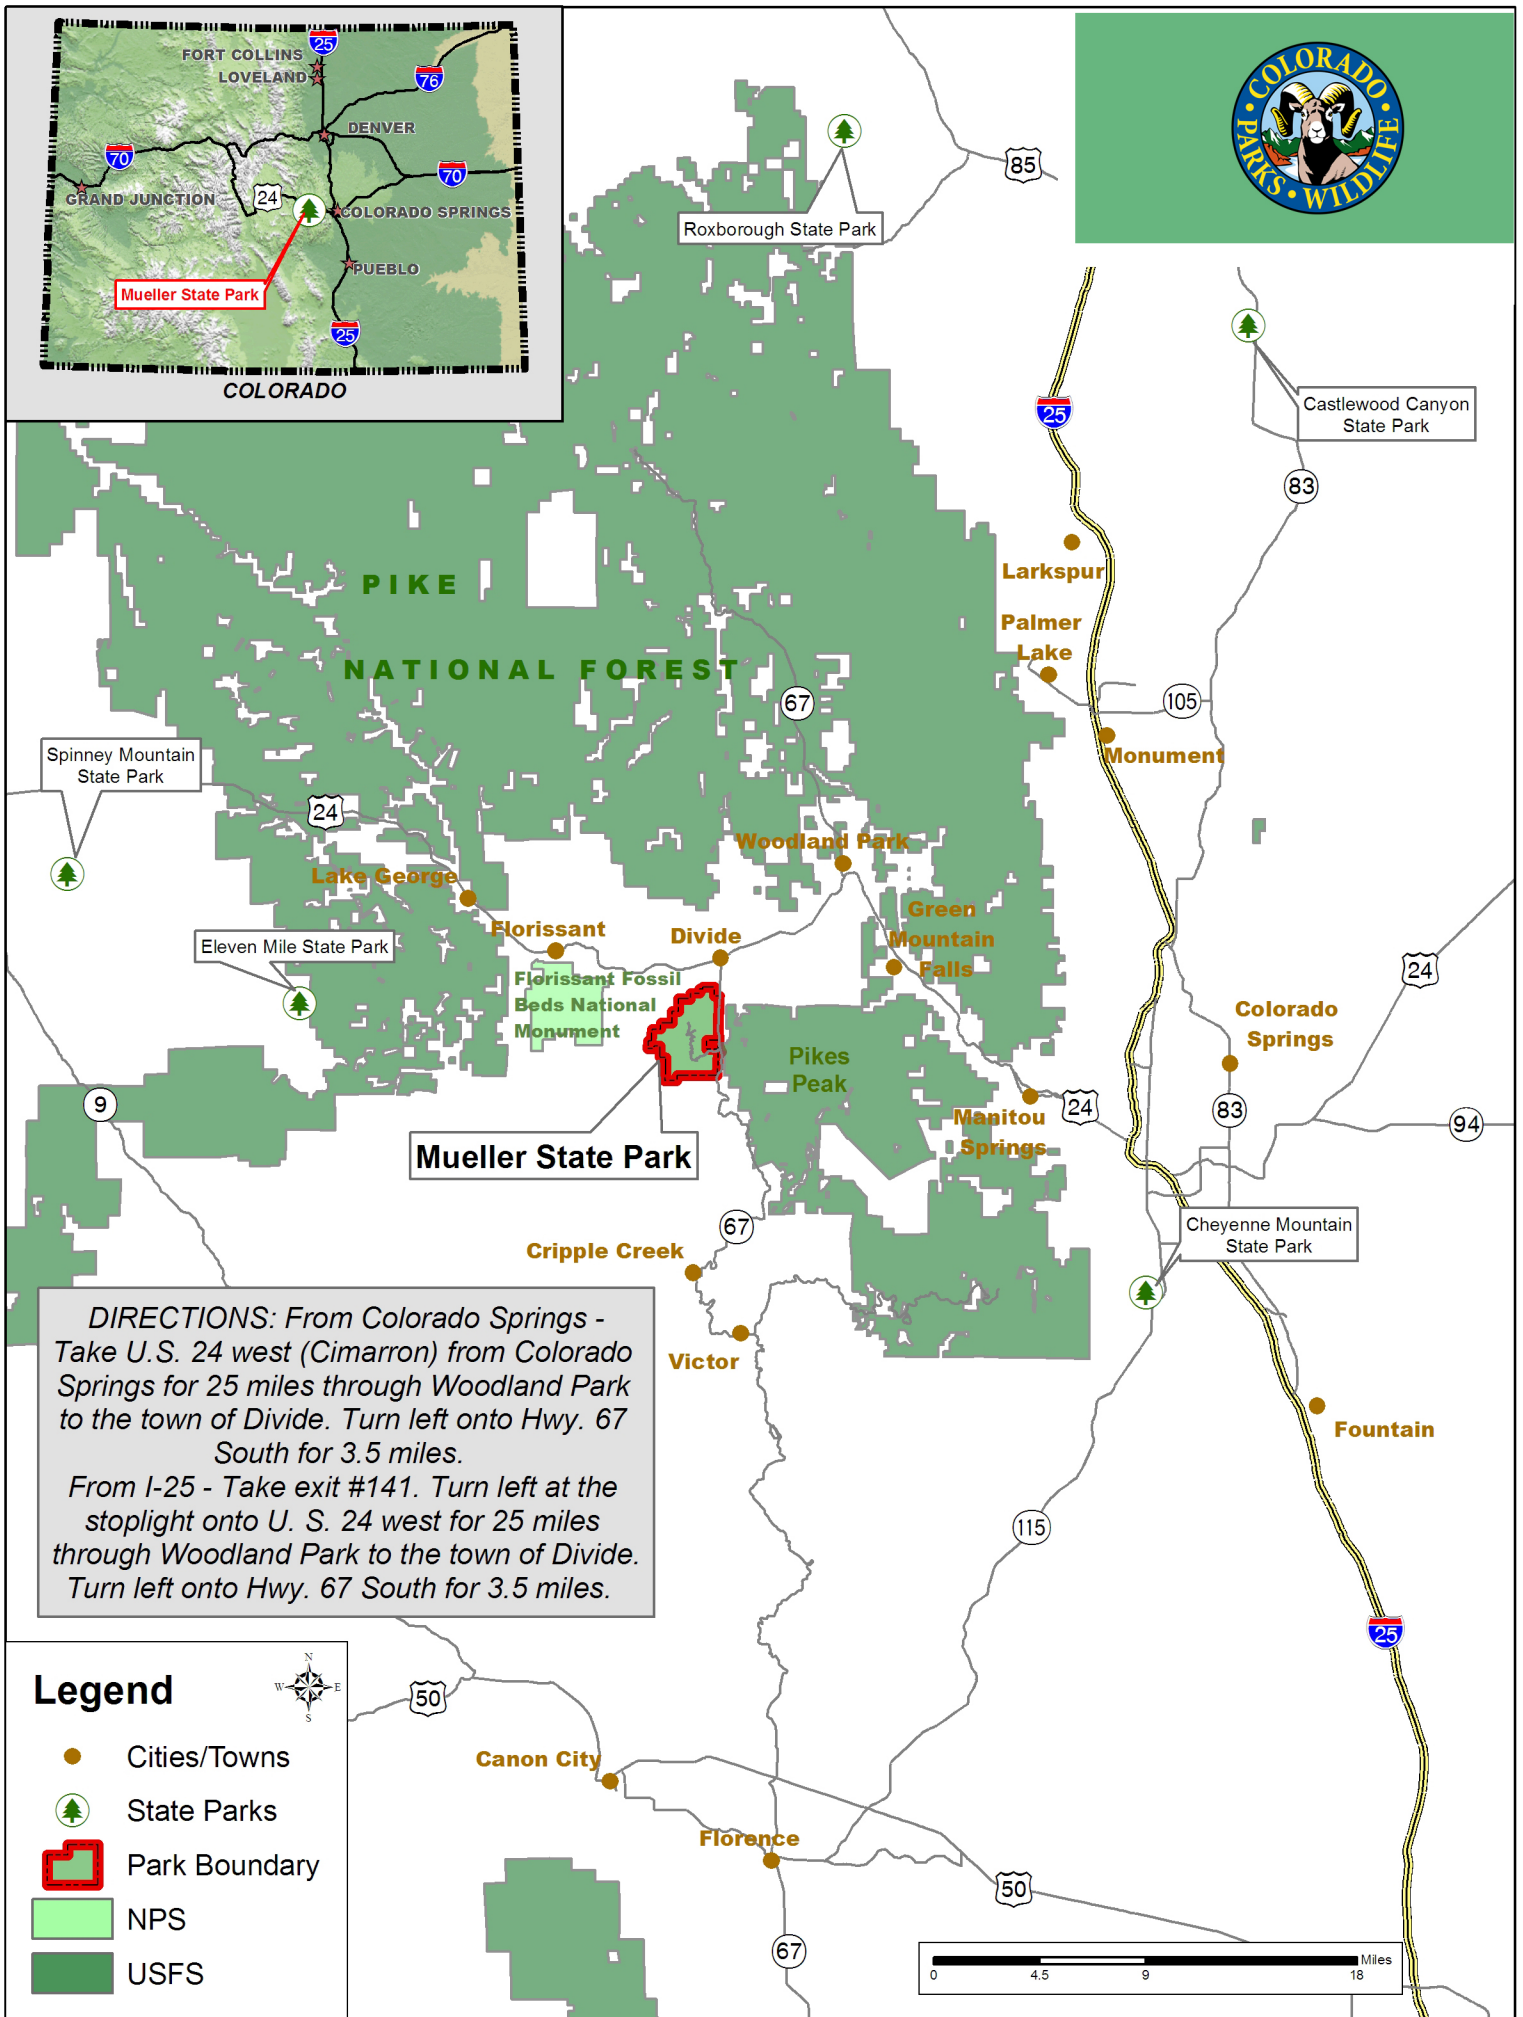 FORT COLLINS
LOVELAND
25
76
DENVER
70
70
GRAND JUNCTION
24
COLORADO SPRINGS
PUEBLO
Mueller State Park
25
COLORADO
COLORADO
PARKS • WILDLIFE
85
Roxborough State Park
25
Castlewood Canyon
State Park
83
Larkspur
PIKE
NATIONAL FOREST
Palmer
Lake
67
105
Monument
Spinney Mountain
State Park
24
Woodland Park
Lake George
Green
Mountain
Falls
Florissant
Divide
Eleven Mile State Park
Florissant Fossil
Beds National
Monument
24
Colorado
Springs
Pikes
Peak
9
Manitou
Springs
24
83
94
Mueller State Park
67
Cheyenne Mountain
State Park
Cripple Creek
Victor
DIRECTIONS: From Colorado Springs -
Take U.S. 24 west (Cimarron) from Colorado
Springs for 25 miles through Woodland Park
to the town of Divide. Turn left onto Hwy. 67
South for 3.5 miles.
From I-25 - Take exit #141. Turn left at the
stoplight onto U. S. 24 west for 25 miles
through Woodland Park to the town of Divide.
Turn left onto Hwy. 67 South for 3.5 miles.
Fountain
115
25
Legend
N
W
E
S
Cities/Towns
State Parks
Park Boundary
NPS
USFS
50
Canon City
Florence
50
67
Miles
0
4.5
9
18